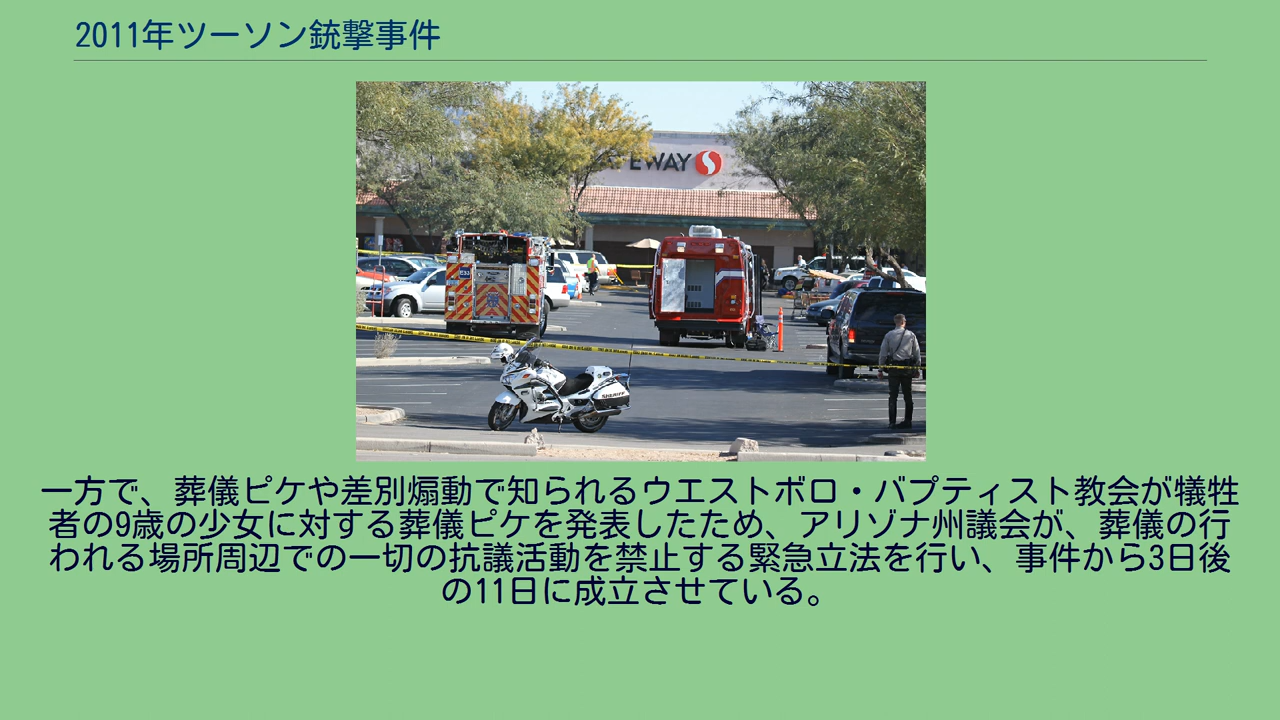 2011年ツーソン銃撃事件
EWAY
SHERIFF
一方で、葬儀ピケや差別煽動で知られるウエストボロ・バプティスト教会が犠牲
者の9歳の少女に対する葬儀ピケを発表したため、アリゾナ州議会が、葬儀の行
われる場所周辺での一切の抗議活動を禁止する緊急立法を行い、事件から3日後
の11日に成立させている。